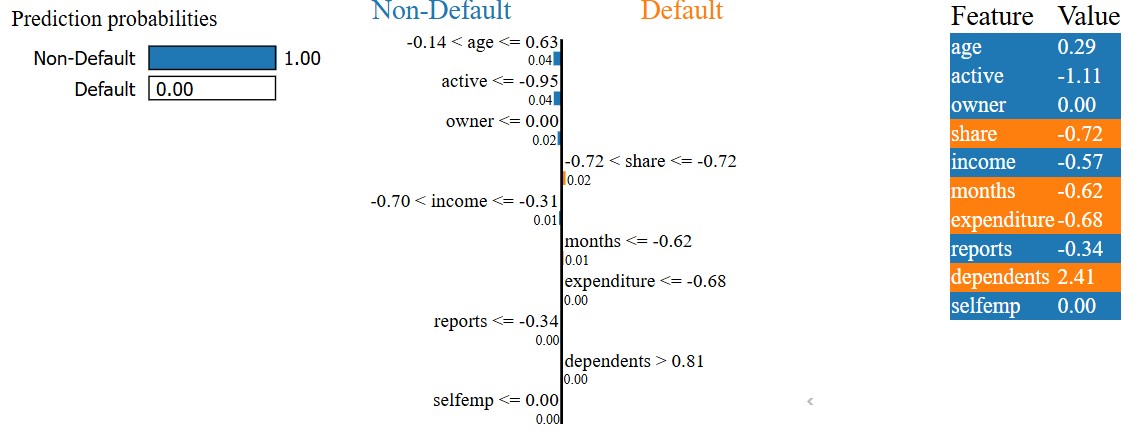 Prediction probabilities
Non-Default 1.00
Default 0.00
Non-Default Default
-0.14 < age <= 0.63
0.04
active <= -0.95
0.04
owner <= 0.00
0.02
-0.72 < share <= -0.72
0.02
-0.70 < income <= -0.31
0.01
months <= -0.62
0.01
expenditure <= -0.68
0.00
reports <= -0.34
0.00
dependents > 0.81
0.00
selfemp <= 0.00
0.00
Feature Value
age 0.29
active -1.11
owner 0.00
share -0.72
income -0.57
months -0.62
expenditure -0.68
reports -0.34
dependents 2.41
selfemp 0.00